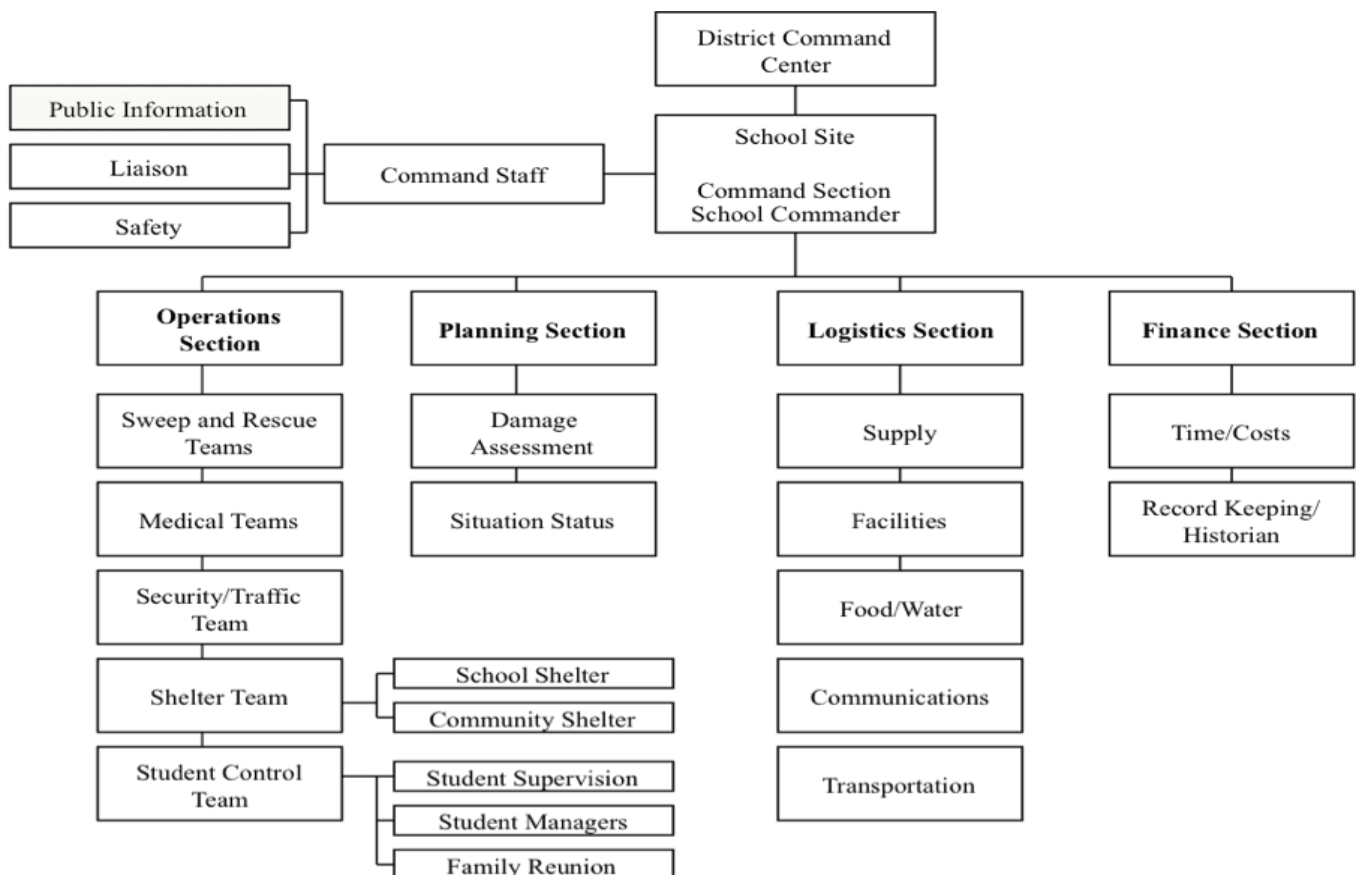 District Command
Center
Public Information
Liaison
Safety
Command Staff
School Site
Command Section
School Commander
Operations
Section
Planning Section
Logistics Section
Finance Section
Sweep and Rescue
Teams
Medical Teams
Security/Traffic
Team
Shelter Team
School Shelter
Community Shelter
Student Control
Team
Student Supervision
Student Managers
Family Reunion
Damage
Assessment
Situation Status
Supply
Facilities
Food/Water
Communications
Transportation
Time/Costs
Record Keeping/
Historian